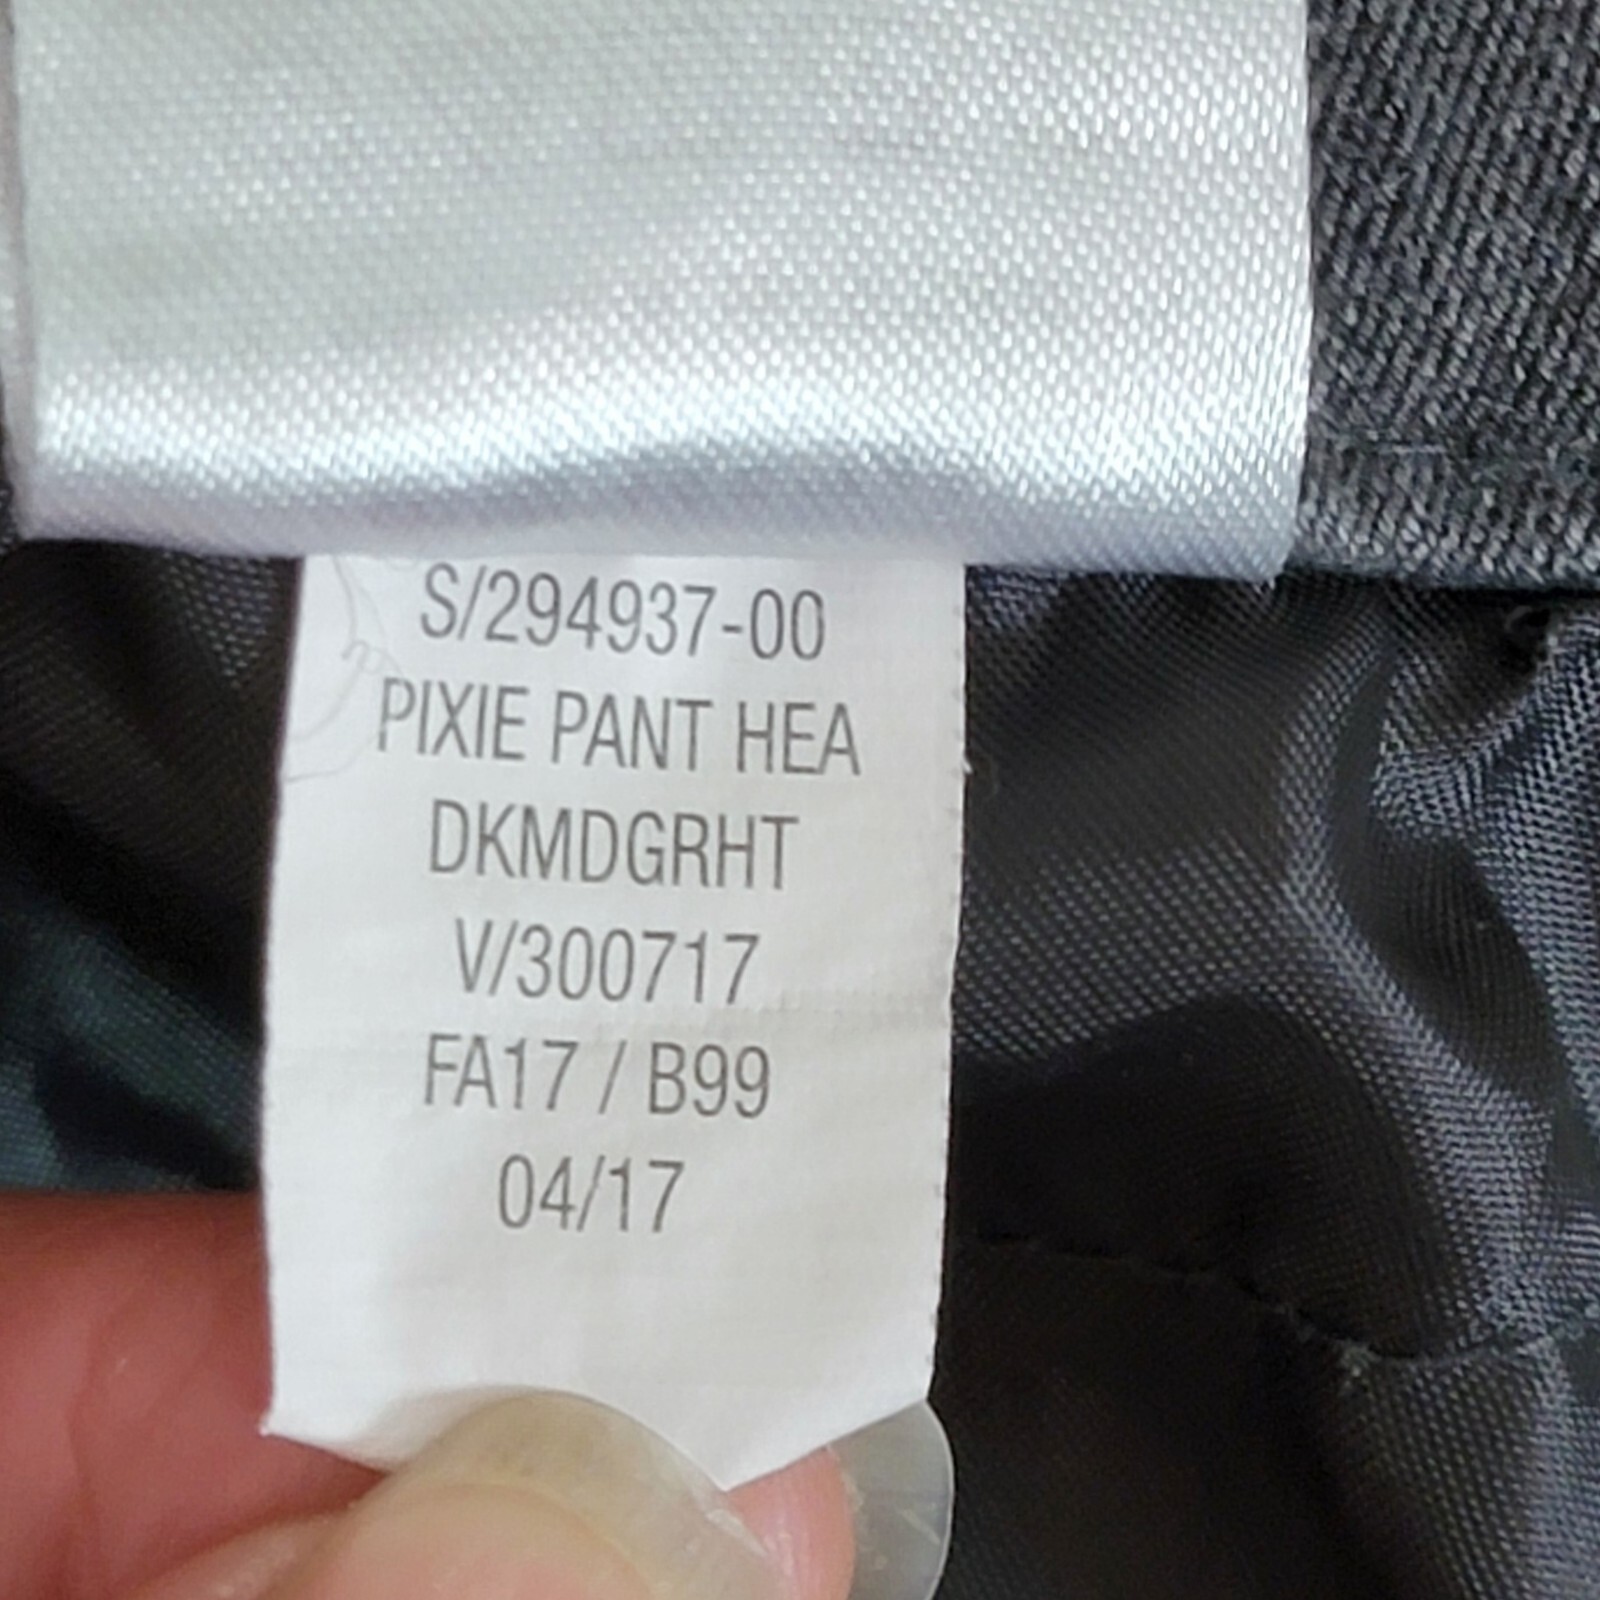 S/294937-00
PIXIE PANT HEA
DKMDGRHT
V/300717
FA17 / B99
04/17